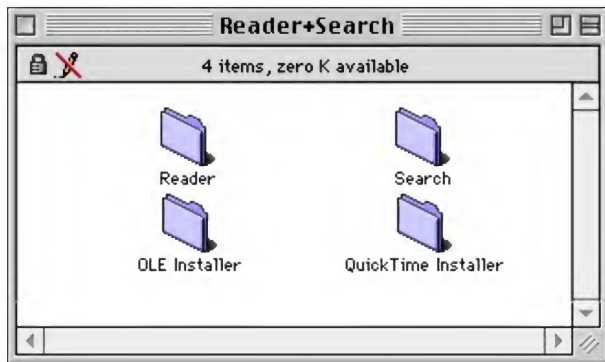 Reader+Search
4 items, zero K available
Reader
Search
OLE Installer
QuickTime Installer